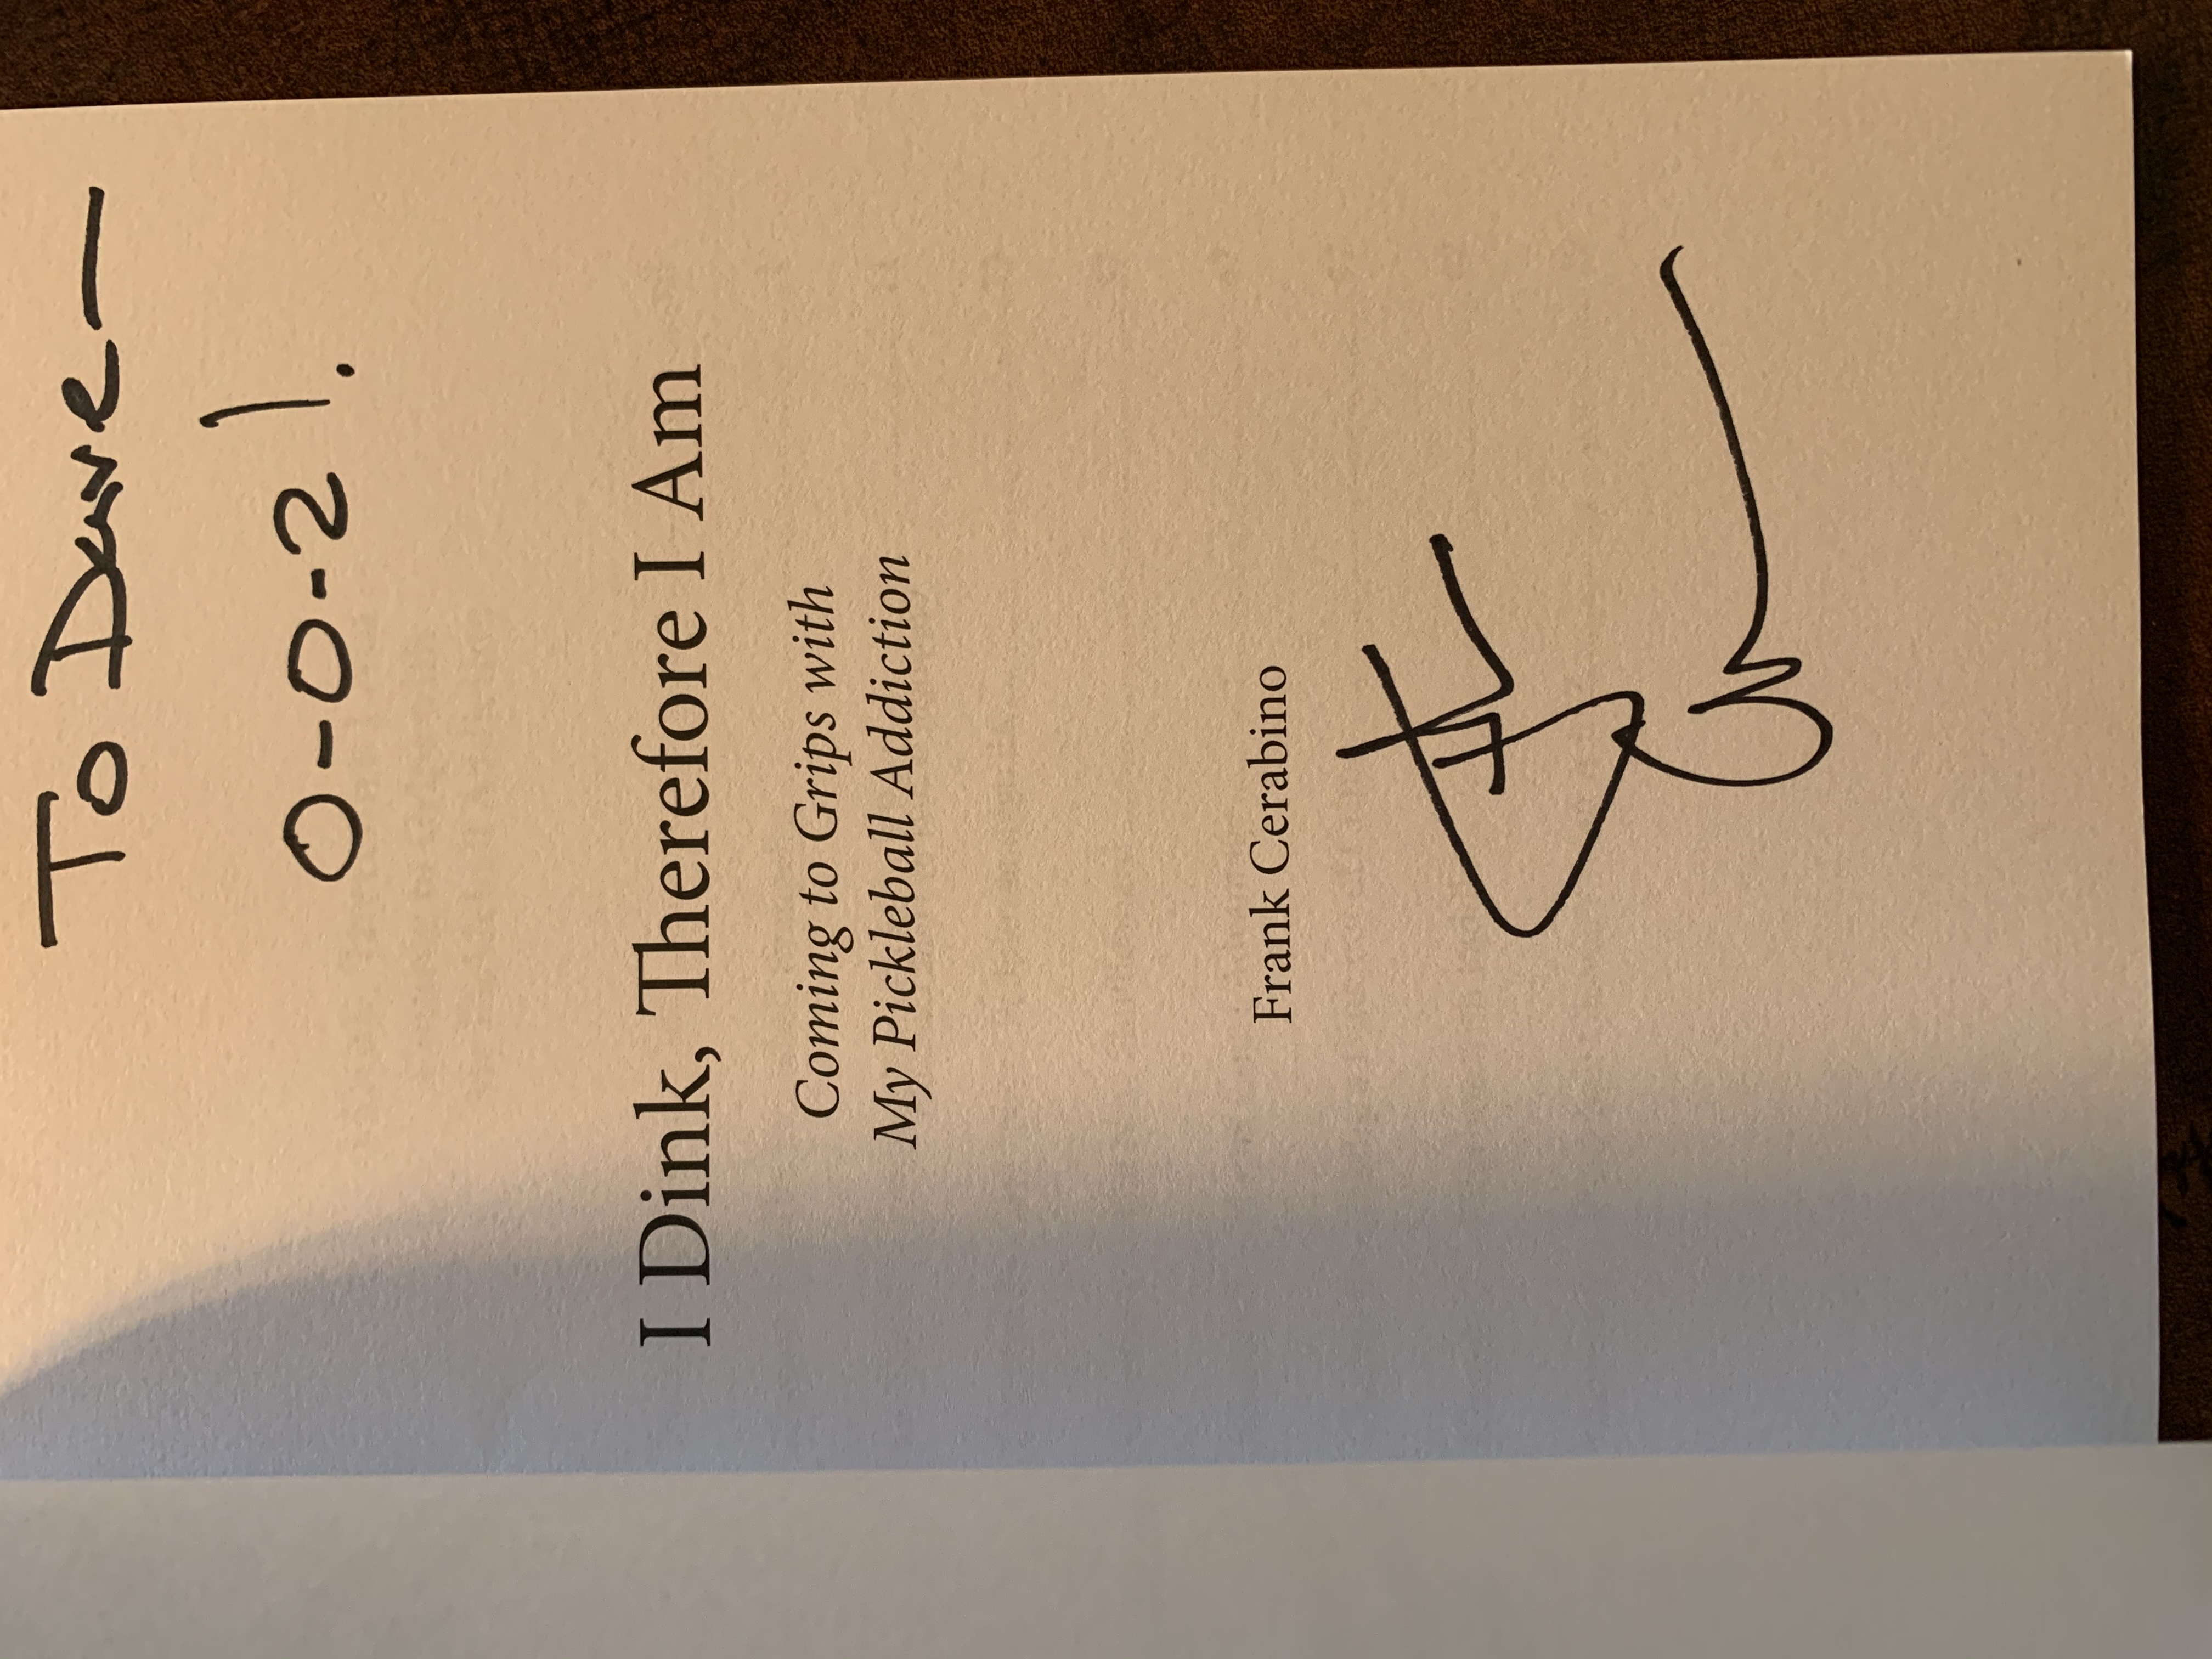 To Dave—
0-0-2!
I Dink, Therefore I Am
Coming to Grips with
My Pickleball Addiction
Frank Cerabino